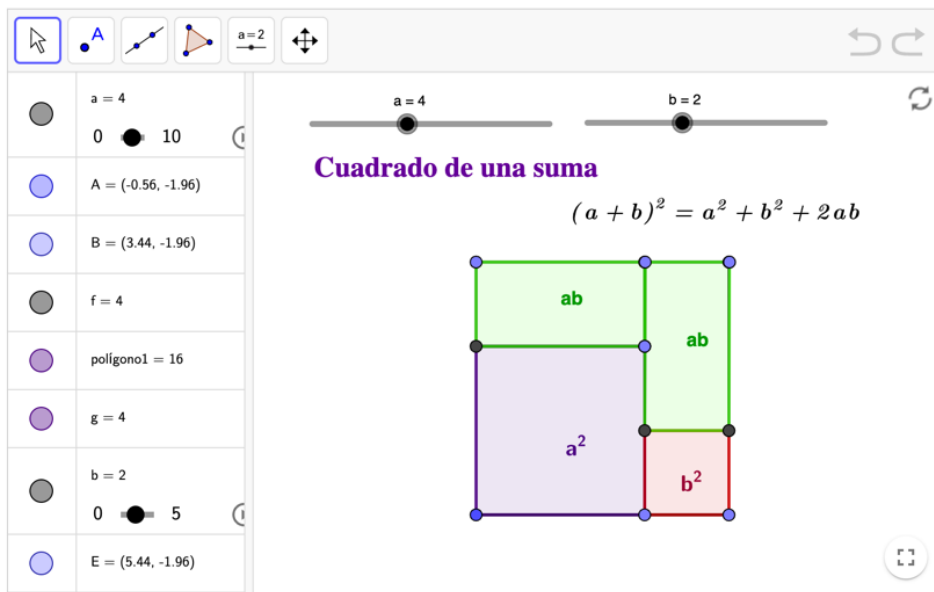 A
a=2
a = 4
0 10
A = (-0.56, -1.96)
B = (3.44, -1.96)
f = 4
polígono1 = 16
g = 4
b = 2
0 5
E = (5.44, -1.96)
a = 4
b = 2
Cuadrado de una suma
(a + b)² = a² + b² + 2ab
ab
ab
a²
b²